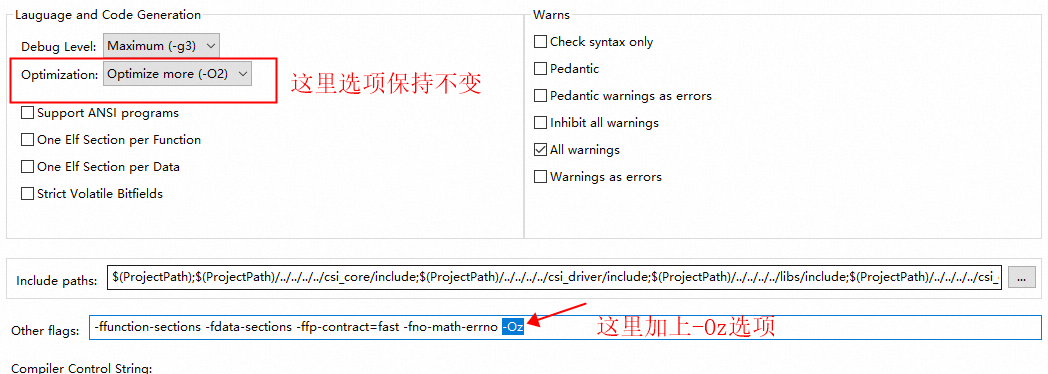 Lauguage and Code Generation
Debug Level: Maximum (-g3)
Optimization: Optimize more (-O2)
这里选项保持不变
Support ANSI programs
One Elf Section per Function
One Elf Section per Data
Strict Volatile Bitfields
Warns
Check syntax only
Pedantic
Pedantic warnings as errors
Inhibit all warnings
All warnings
Warnings as errors
Include paths: $(ProjectPath);$(ProjectPath)/../../../../csi_core/include;$(ProjectPath)/../../../../csi_driver/include;$(ProjectPath)/../../../../libs/include;$(ProjectPath)/../../../../csi_ ...
Other flags: -ffunction-sections -fdata-sections -ffp-contract=fast -fno-math-errno -Oz
这里加上-Oz选项
Compiler Control String: